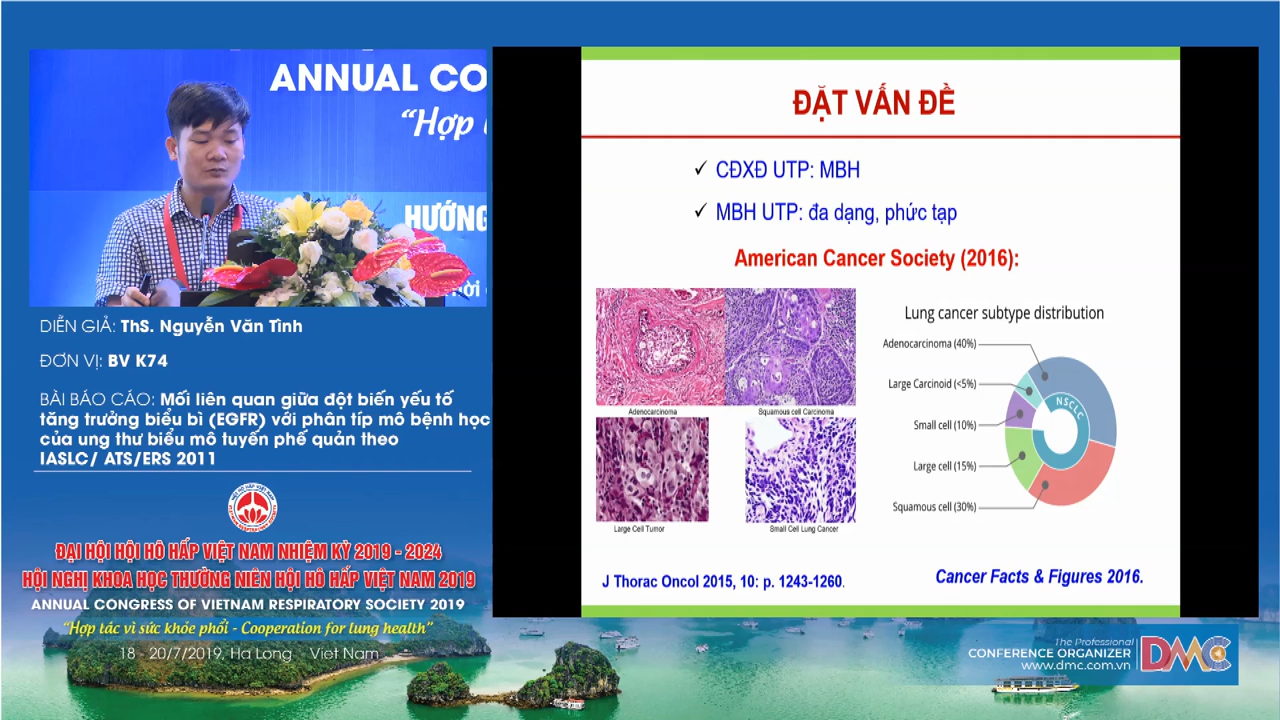 ANNUAL CO
“Hợp
HƯỚNG
DIỄN GIẢ: ThS. Nguyễn Văn Tình
ĐƠN VỊ: BV K74
BÀI BÁO CÁO: Mối liên quan giữa đột biến yếu tố
tăng trưởng biểu bì (EGFR) với phân típ mô bệnh học
của ung thư biểu mô tuyến phế quản theo
IASLC/ ATS/ERS 2011
HỘI HÔ HẤP VIỆT NAM
ĐẠI HỘI HỘI HÔ HẤP VIỆT NAM NHIỆM KỲ 2019 - 2024
HỘI NGHỊ KHOA HỌC THƯỜNG NIÊN HỘI HÔ HẤP VIỆT NAM 2019
ANNUAL CONGRESS OF VIETNAM RESPIRATORY SOCIETY 2019
“Hợp tác vì sức khỏe phổi - Cooperation for lung health”
18 - 20/7/2019, Ha Long Viet Nam
ĐẶT VẤN ĐỀ
✓ CĐXĐ UTP: MBH
✓ MBH UTP: đa dạng, phức tạp
American Cancer Society (2016):
Adenocarcinoma
Squamous cell Carcinoma
Large Cell Tumor
Small Cell Lung Cancer
Lung cancer subtype distribution
Adenocarcinoma (40%)
Large Carcinoid (<5%)
Small cell (10%)
Large cell (15%)
Squamous cell (30%)
NSCLC
J Thorac Oncol 2015, 10: p. 1243-1260.
Cancer Facts & Figures 2016.
The Professional
CONFERENCE ORGANIZER
www.dmc.com.vn
DMC